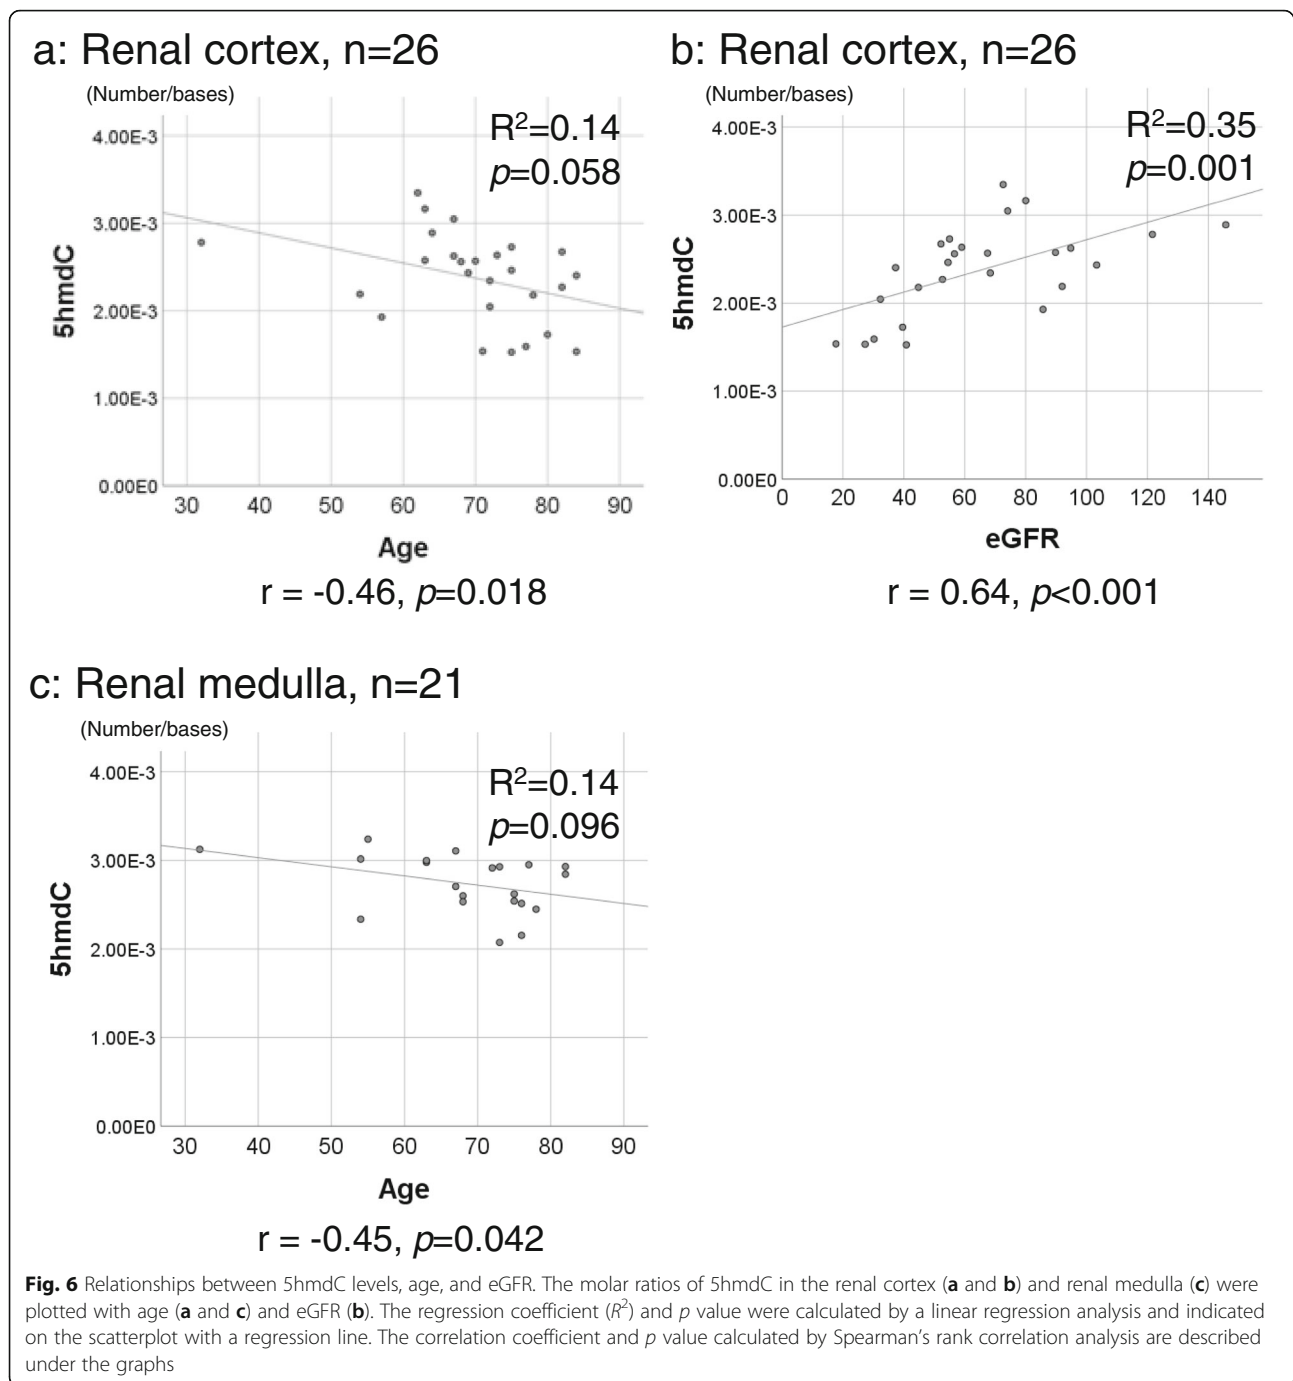 a: Renal cortex, n=26
(Number/bases)
R²=0.14
p=0.058
4.00E-3
3.00E-3
2.00E-3
1.00E-3
0.00E0
5hmdC
30 40 50 60 70 80 90
Age
r = -0.46, p=0.018
b: Renal cortex, n=26
(Number/bases)
R²=0.35
p=0.001
4.00E-3
3.00E-3
2.00E-3
1.00E-3
0.00E0
5hmdC
0 20 40 60 80 100 120 140
eGFR
r = 0.64, p<0.001
c: Renal medulla, n=21
(Number/bases)
R²=0.14
p=0.096
4.00E-3
3.00E-3
2.00E-3
1.00E-3
0.00E0
5hmdC
30 40 50 60 70 80 90
Age
r = -0.45, p=0.042
Fig. 6 Relationships between 5hmdC levels, age, and eGFR. The molar ratios of 5hmdC in the renal cortex (a and b) and renal medulla (c) were
plotted with age (a and c) and eGFR (b). The regression coefficient (R²) and p value were calculated by a linear regression analysis and indicated
on the scatterplot with a regression line. The correlation coefficient and p value calculated by Spearman's rank correlation analysis are described
under the graphs